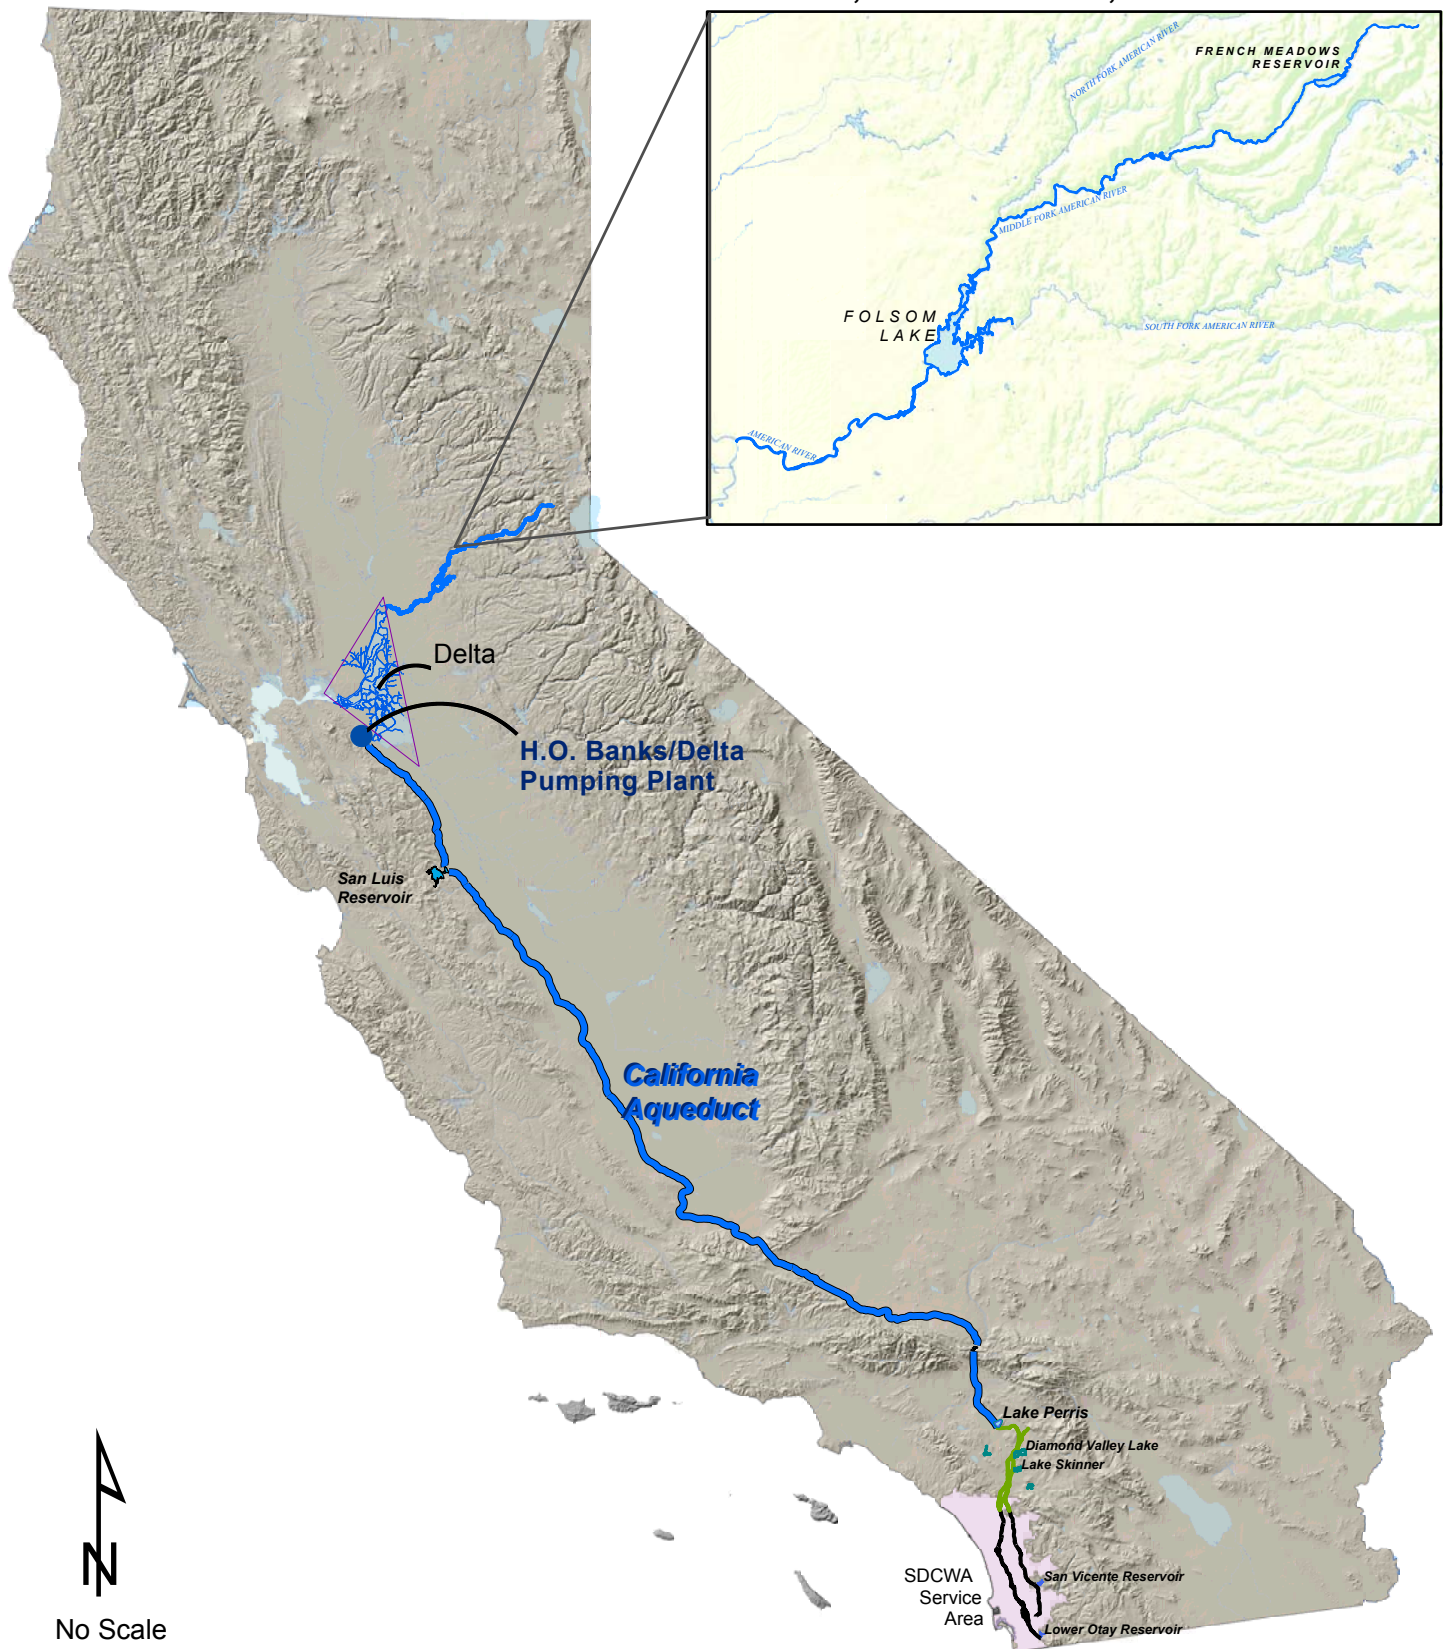 FRENCH MEADOWS
RESERVOIR
NORTH FORK AMERICAN RIVER
MIDDLE FORK AMERICAN RIVER
FOLSOM
LAKE
SOUTH FORK AMERICAN RIVER
AMERICAN RIVER
Delta
H.O. Banks/Delta
Pumping Plant
San Luis
Reservoir
California
Aqueduct
Lake Perris
Diamond Valley Lake
Lake Skinner
SDCWA
Service
Area
San Vicente Reservoir
Lower Otay Reservoir
N
No Scale